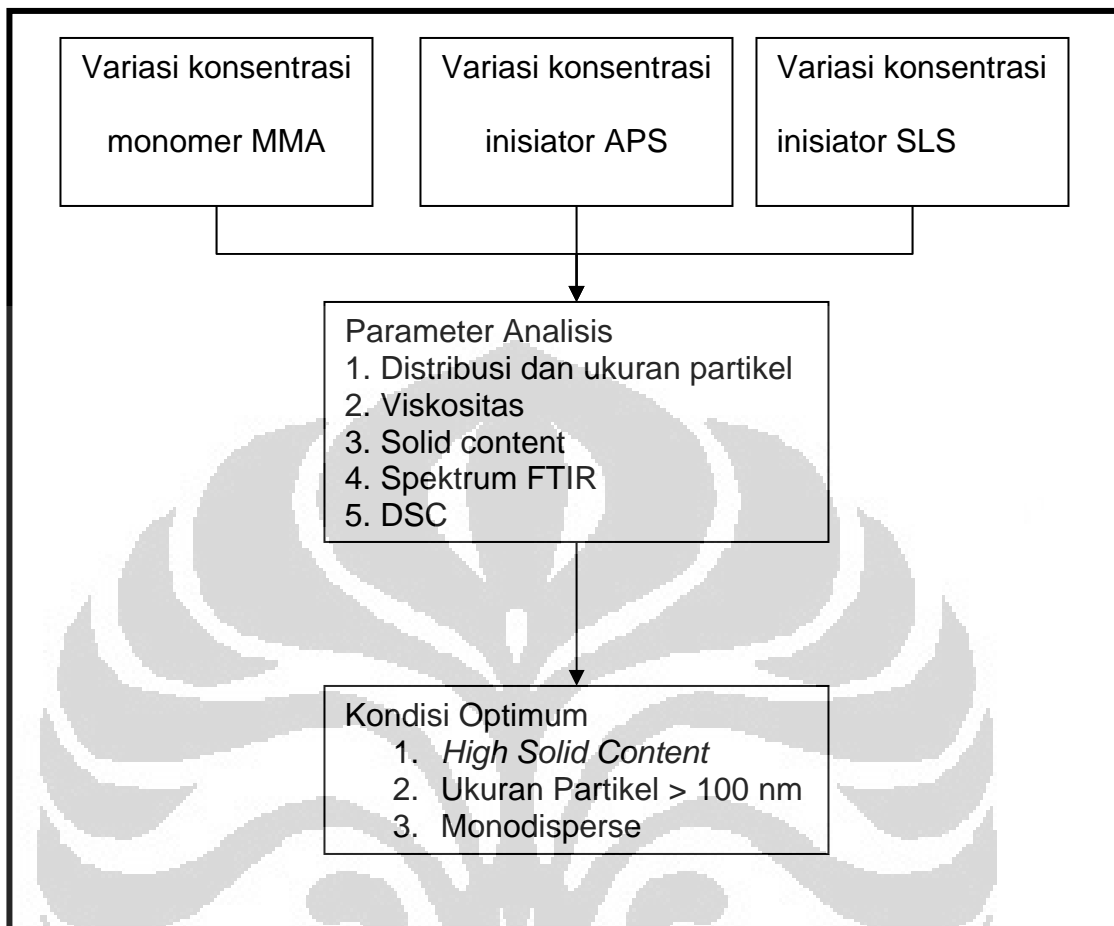 Variasi konsentrasi
monomer MMA
Variasi konsentrasi
inisiator APS
Variasi konsentrasi
inisiator SLS
Parameter Analisis
1. Distribusi dan ukuran partikel
2. Viskositas
3. Solid content
4. Spektrum FTIR
5. DSC
Kondisi Optimum
1. High Solid Content
2. Ukuran Partikel > 100 nm
3. Monodisperse